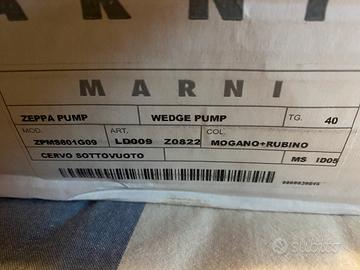 MARNI
ZEPPA PUMP WEDGE PUMP TG. 40
MOD. ART. COL.
ZPMS801G09 LD009 Z0822 MOGANO+RUBINO
CERVO SOTTOVUOTO MS ID05
subito